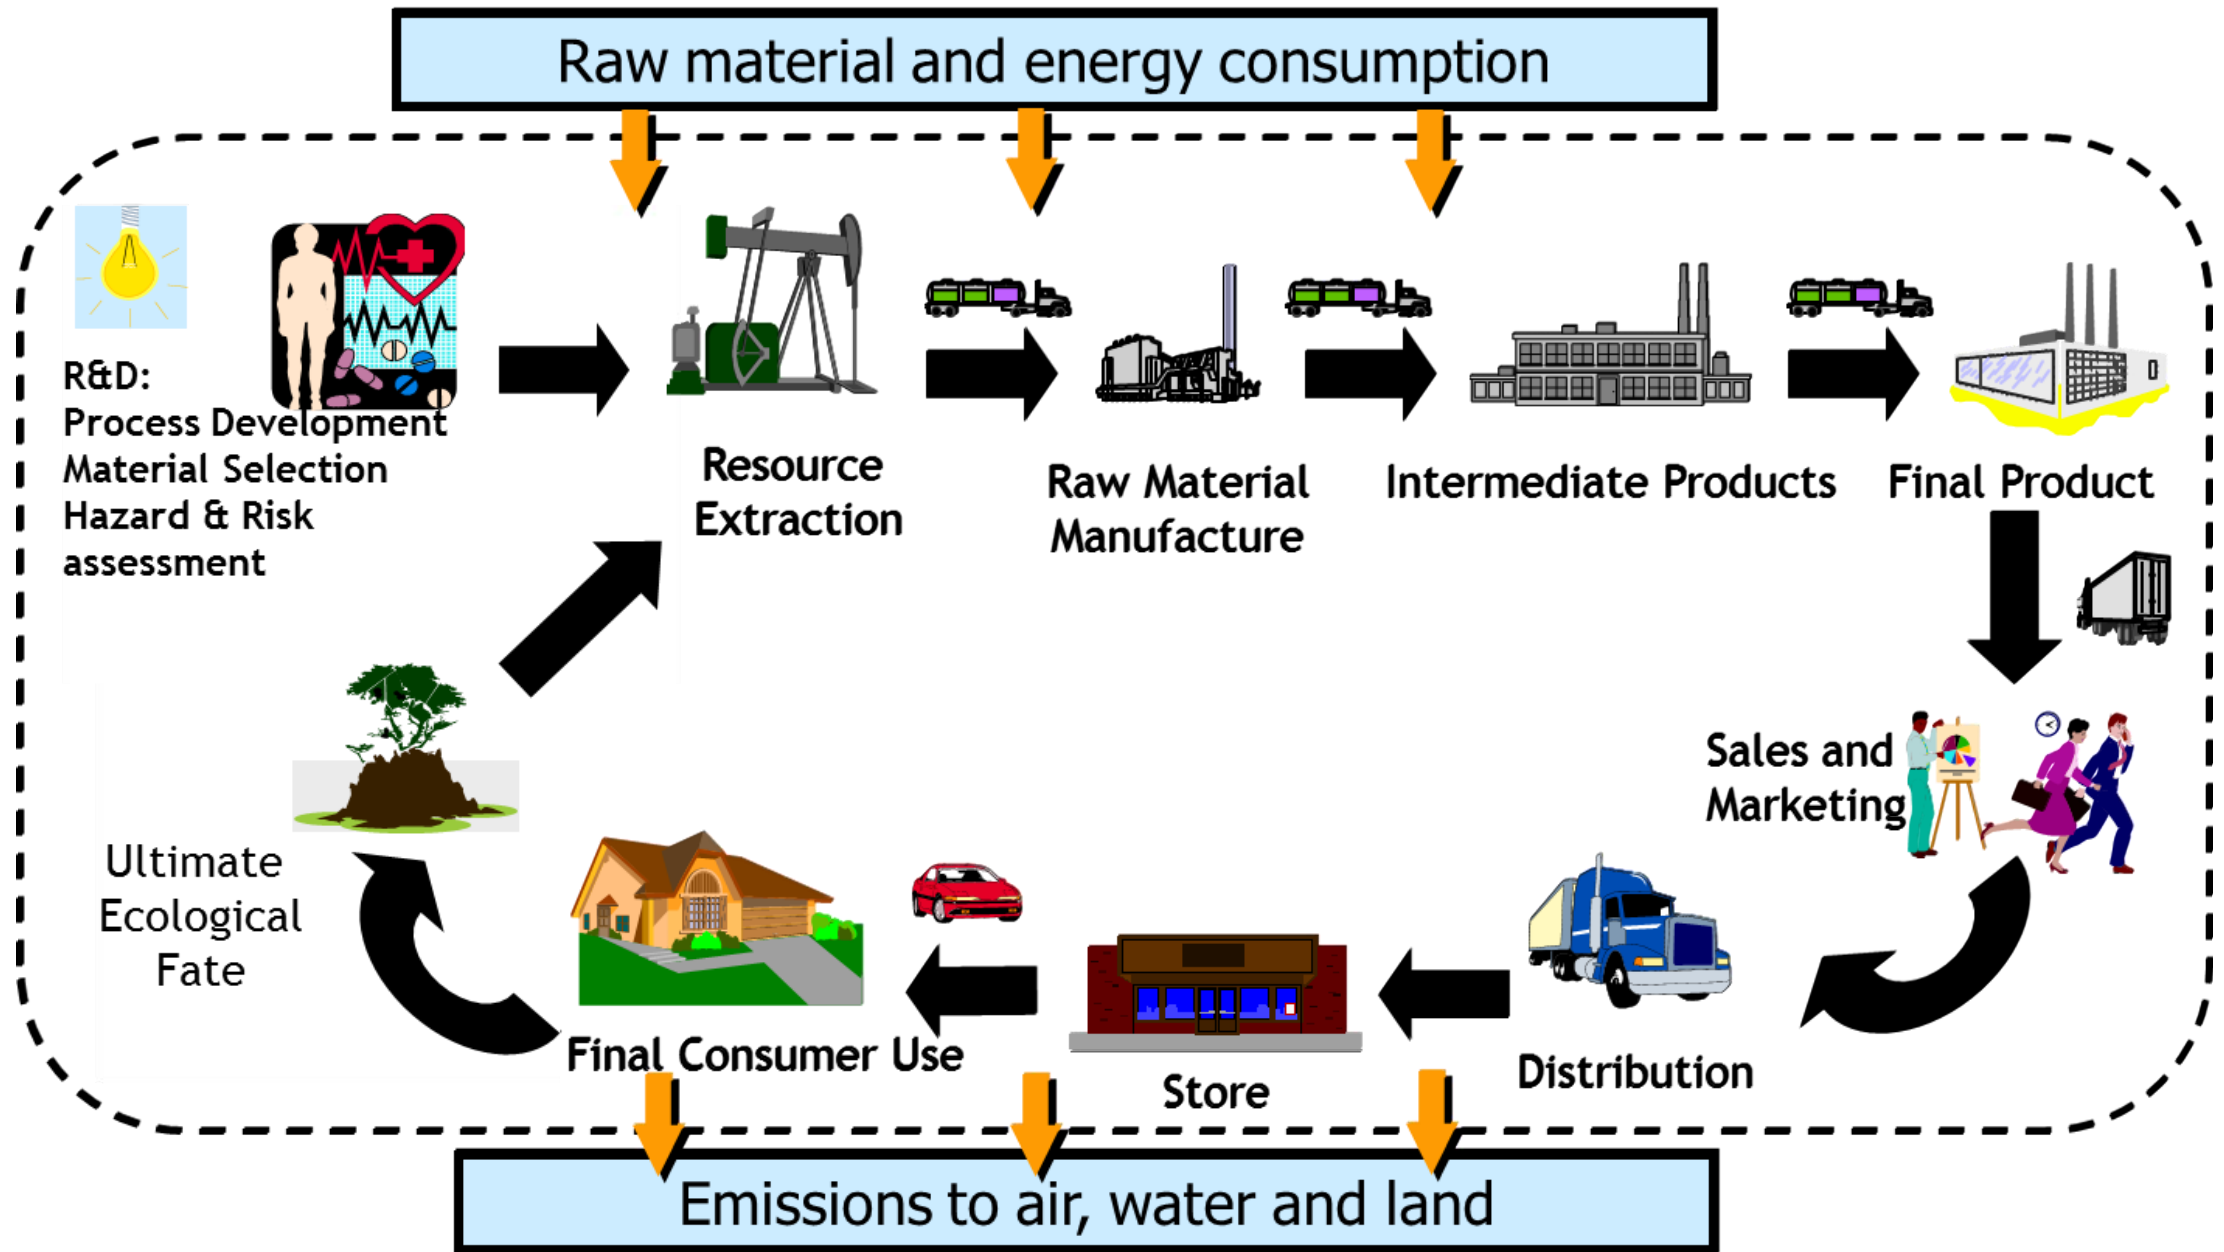 Raw material and energy consumption
R&D:
Process Development
Material Selection
Hazard & Risk
assessment
Resource
Extraction
Raw Material
Manufacture
Intermediate Products
Final Product
Sales and
Marketing
Distribution
Store
Final Consumer Use
Ultimate
Ecological
Fate
Emissions to air, water and land